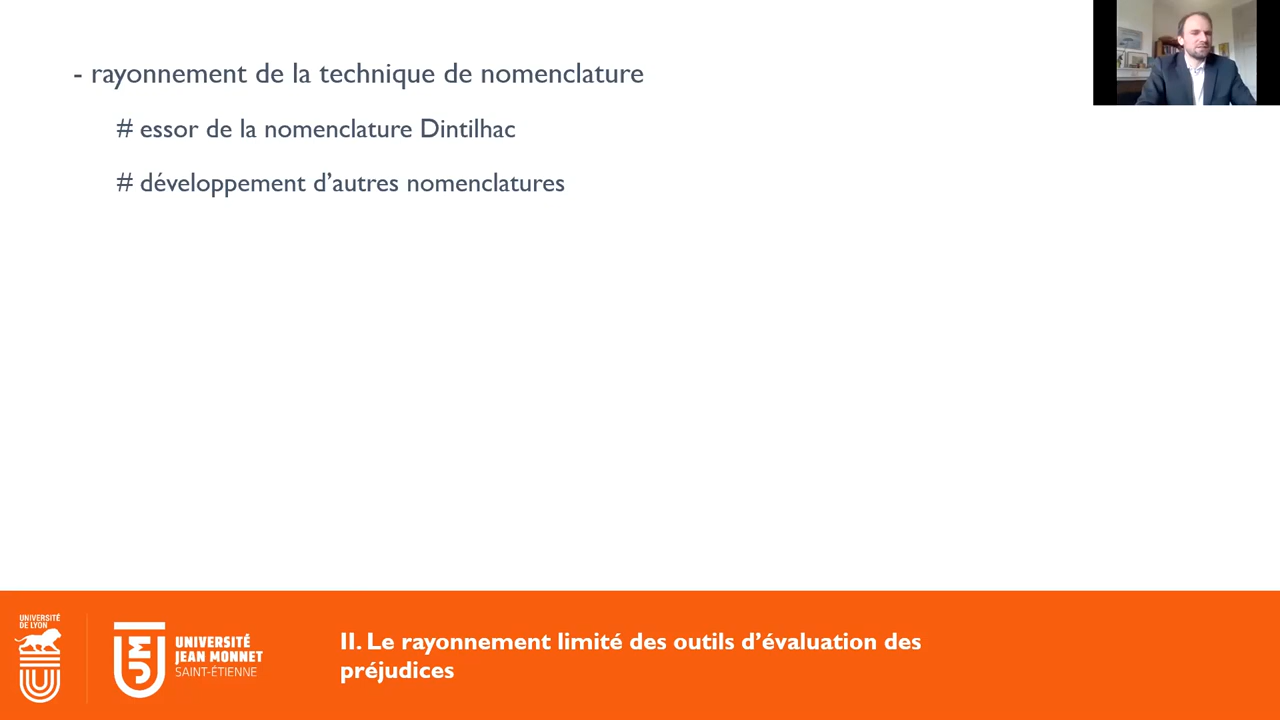 - rayonnement de la technique de nomenclature
# essor de la nomenclature Dintilhac
# développement d’autres nomenclatures
UNIVERSITÉ
DE LYON
UNIVERSITÉ
JEAN MONNET
SAINT-ÉTIENNE
II. Le rayonnement limité des outils d’évaluation des
préjudices